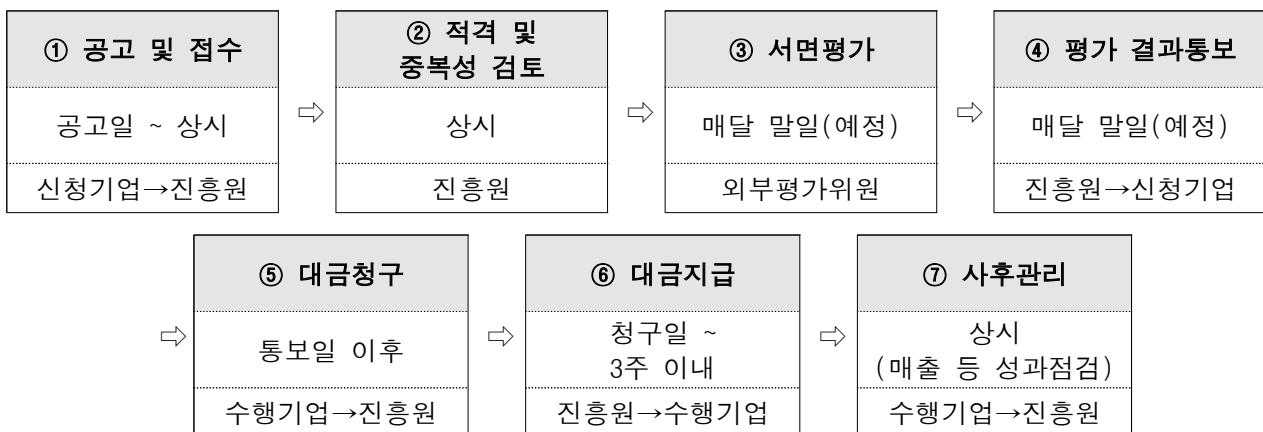 ① 공고 및 접수
공고일 ~ 상시
신청기업→진흥원
⇨
② 적격 및
중복성 검토
상시
진흥원
⇨
③ 서면평가
매달 말일(예정)
외부평가위원
⇨
④ 평가 결과통보
매달 말일(예정)
진흥원→신청기업
⇨
⑤ 대금청구
통보일 이후
수행기업→진흥원
⇨
⑥ 대금지급
청구일 ~
3주 이내
진흥원→수행기업
⇨
⑦ 사후관리
상시
(매출 등 성과점검)
수행기업→진흥원